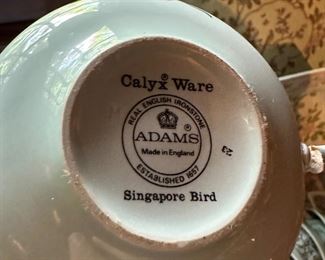 Calyx® Ware
REAL ENGLISH IRONSTONE
ADAMS®
Made in England
ESTABLISHED 1657
Singapore Bird